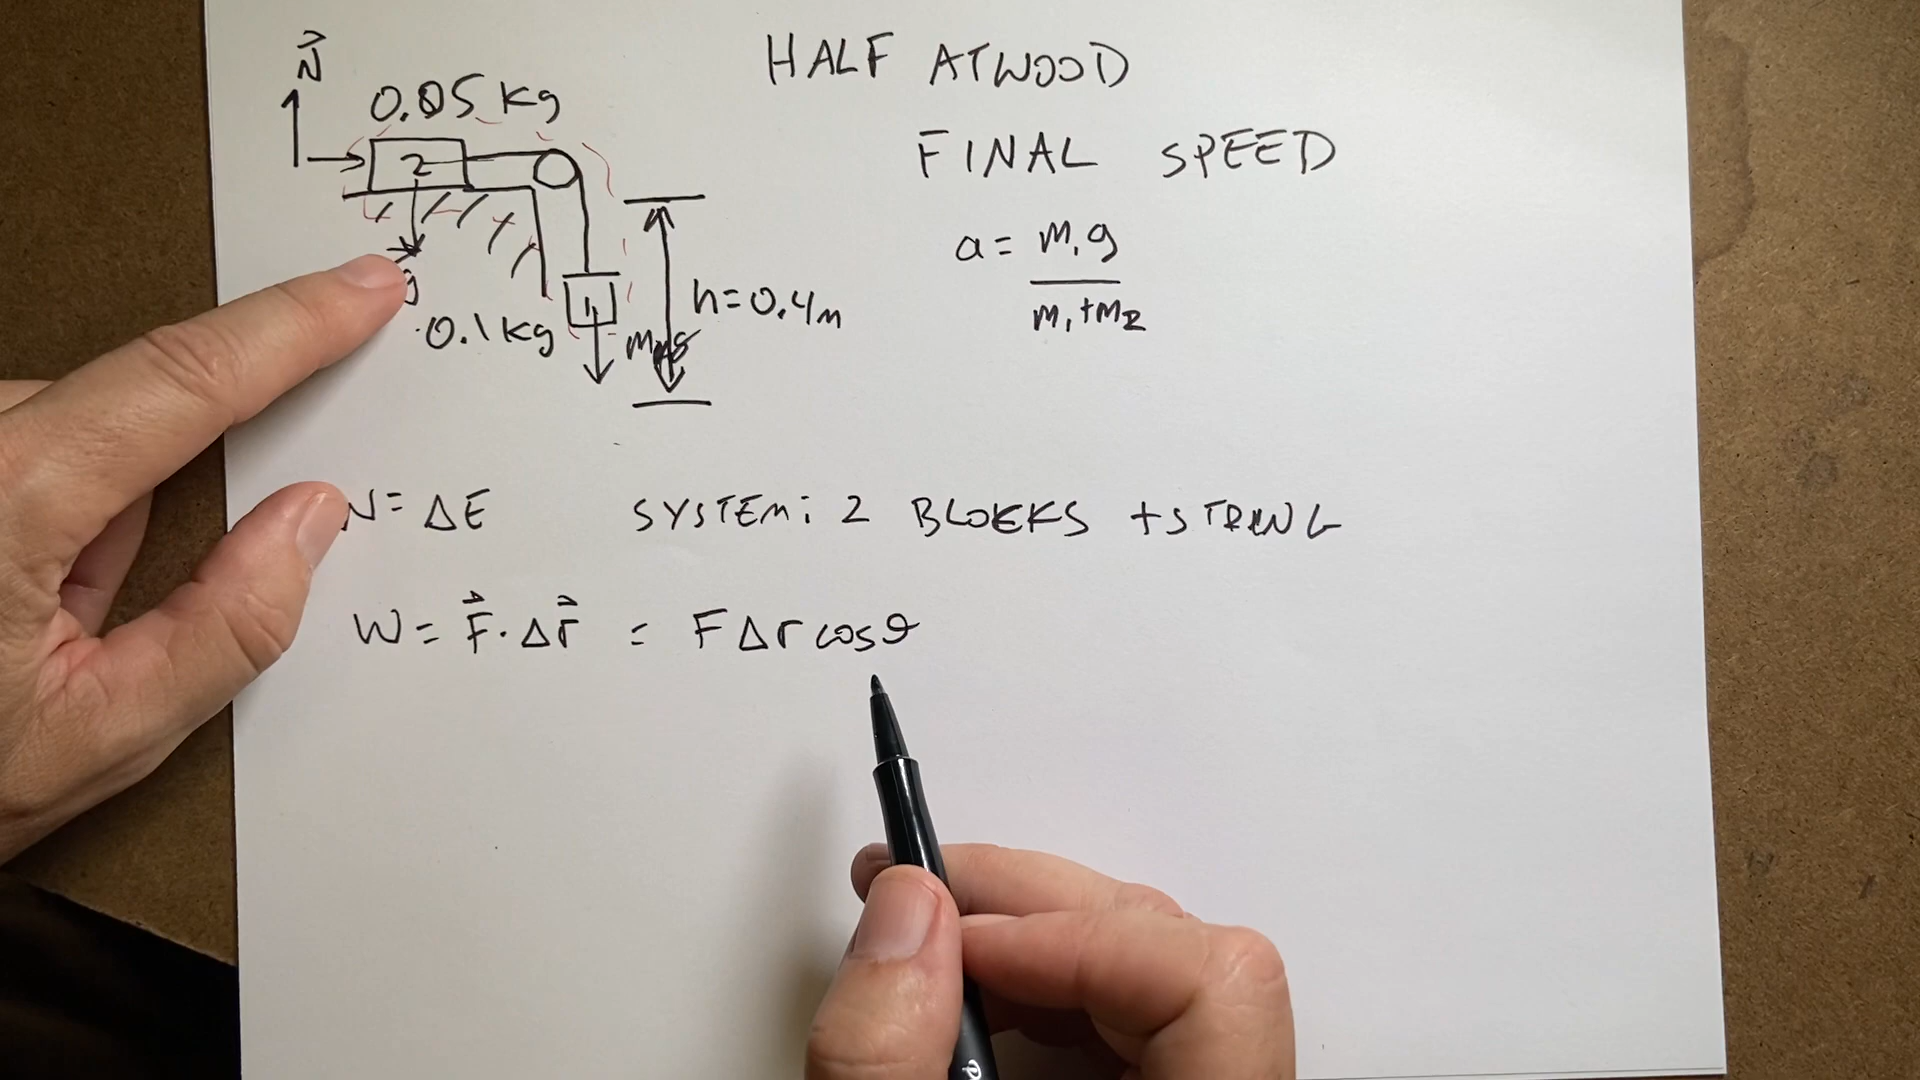 HALF ATWOOD
FINAL SPEED
N⃗
0.05 kg
2
g
0.1 kg
1
h=0.4m
a = m₁g
m₁+m₂
= ΔE
SYSTEM: 2 BLOCKS + STRING
W = F⃗ · Δr⃗ = FΔr cosθ